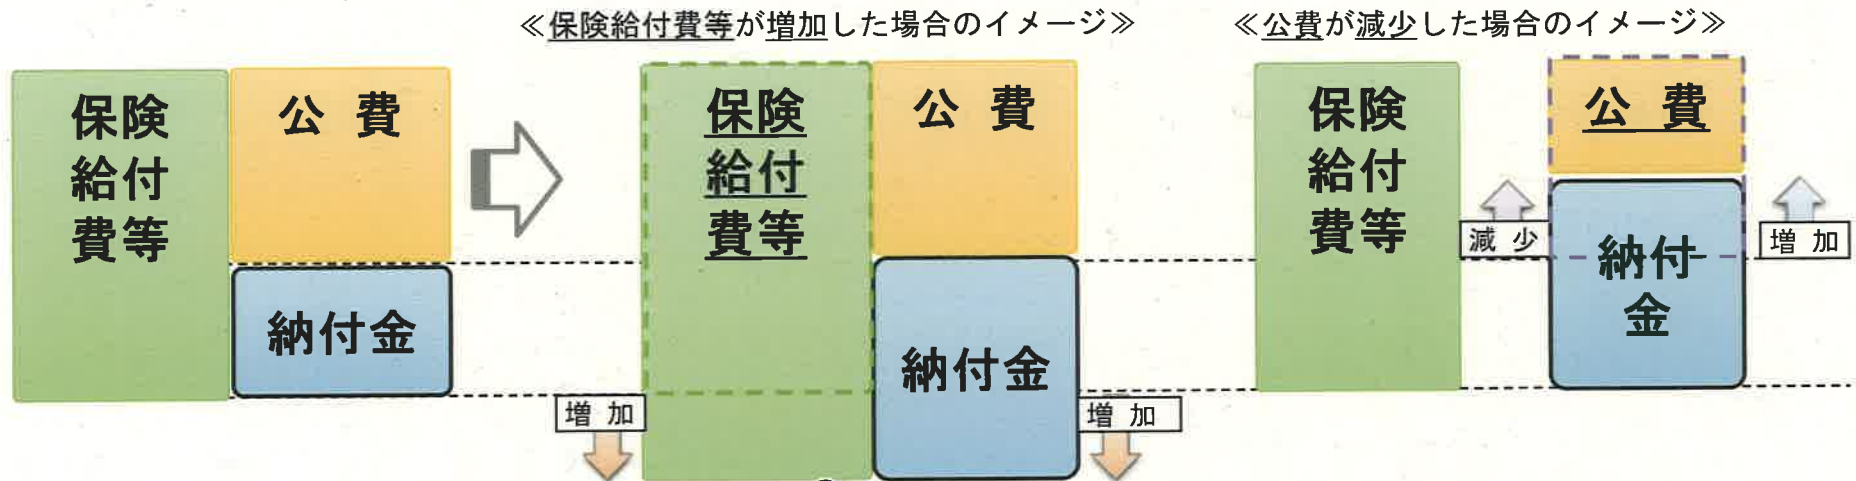 ≪保険給付費等が増加した場合のイメージ≫
≪公費が減少した場合のイメージ≫
保険
給付
費等
公 費
納付金
保険
給付
費等
公 費
納付金
増 加
増 加
保険
給付
費等
公 費
納付
金
減 少
増 加